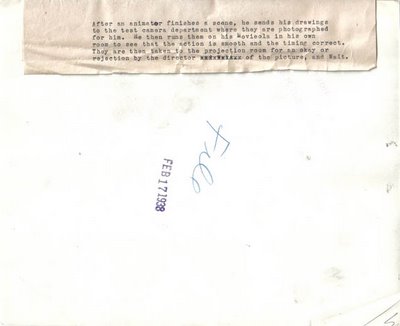 After an animator finishes a scene, he sends his drawings
to the test camera department where they are photographed
for him. He then runs them on his Movieola in his own
room to see that the action is smooth and the timing correct.
They are then taken to the projection room for an okay or
rejection by the director xxxxxxxxxx of the picture, and Walt.
File
FEB 17 1938